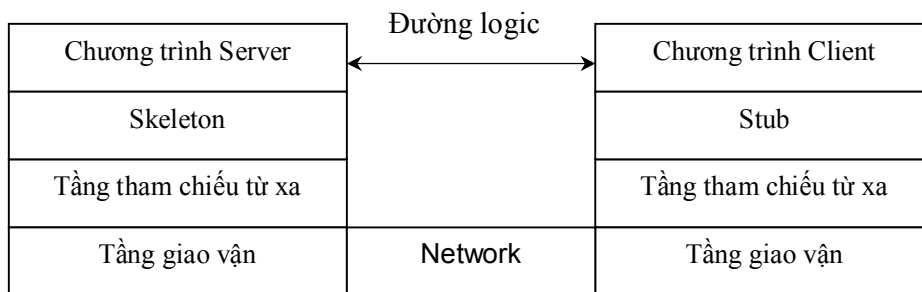 Đường logic
Chương trình Server
Chương trình Client
Skeleton
Stub
Tầng tham chiếu từ xa
Tầng tham chiếu từ xa
Tầng giao vận
Network
Tầng giao vận